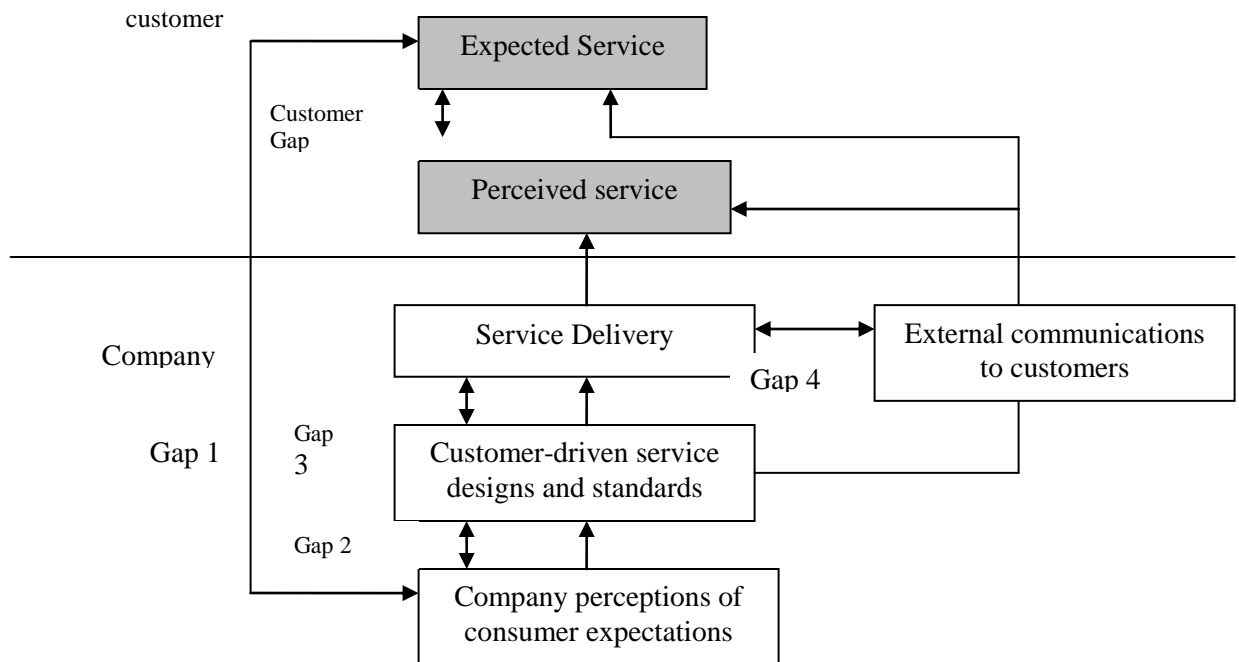 customer
Expected Service
Customer
Gap
Perceived service
Service Delivery
External communications
to customers
Company
Gap 4
Gap 1
Gap
3
Customer-driven service
designs and standards
Gap 2
Company perceptions of
consumer expectations